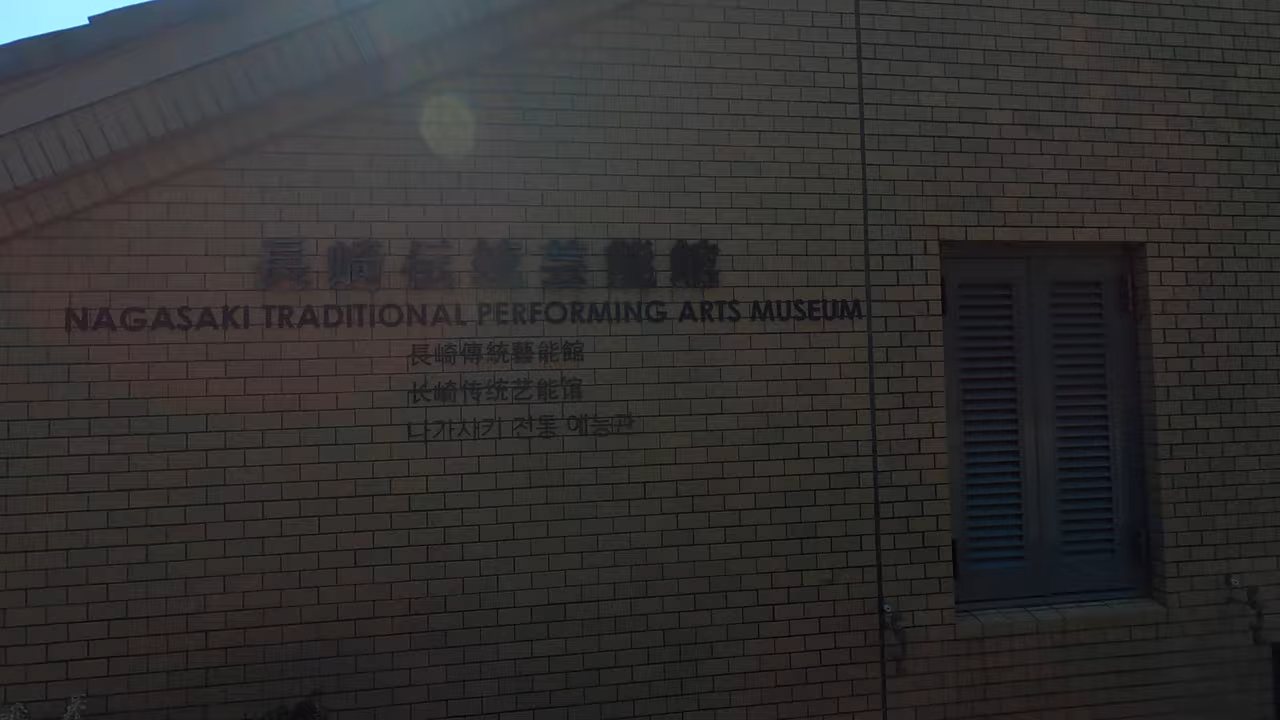 長崎伝統芸能館
NAGASAKI TRADITIONAL PERFORMING ARTS MUSEUM
長崎傳統藝能館
长崎传统艺能馆
나가사키 전통 예능관